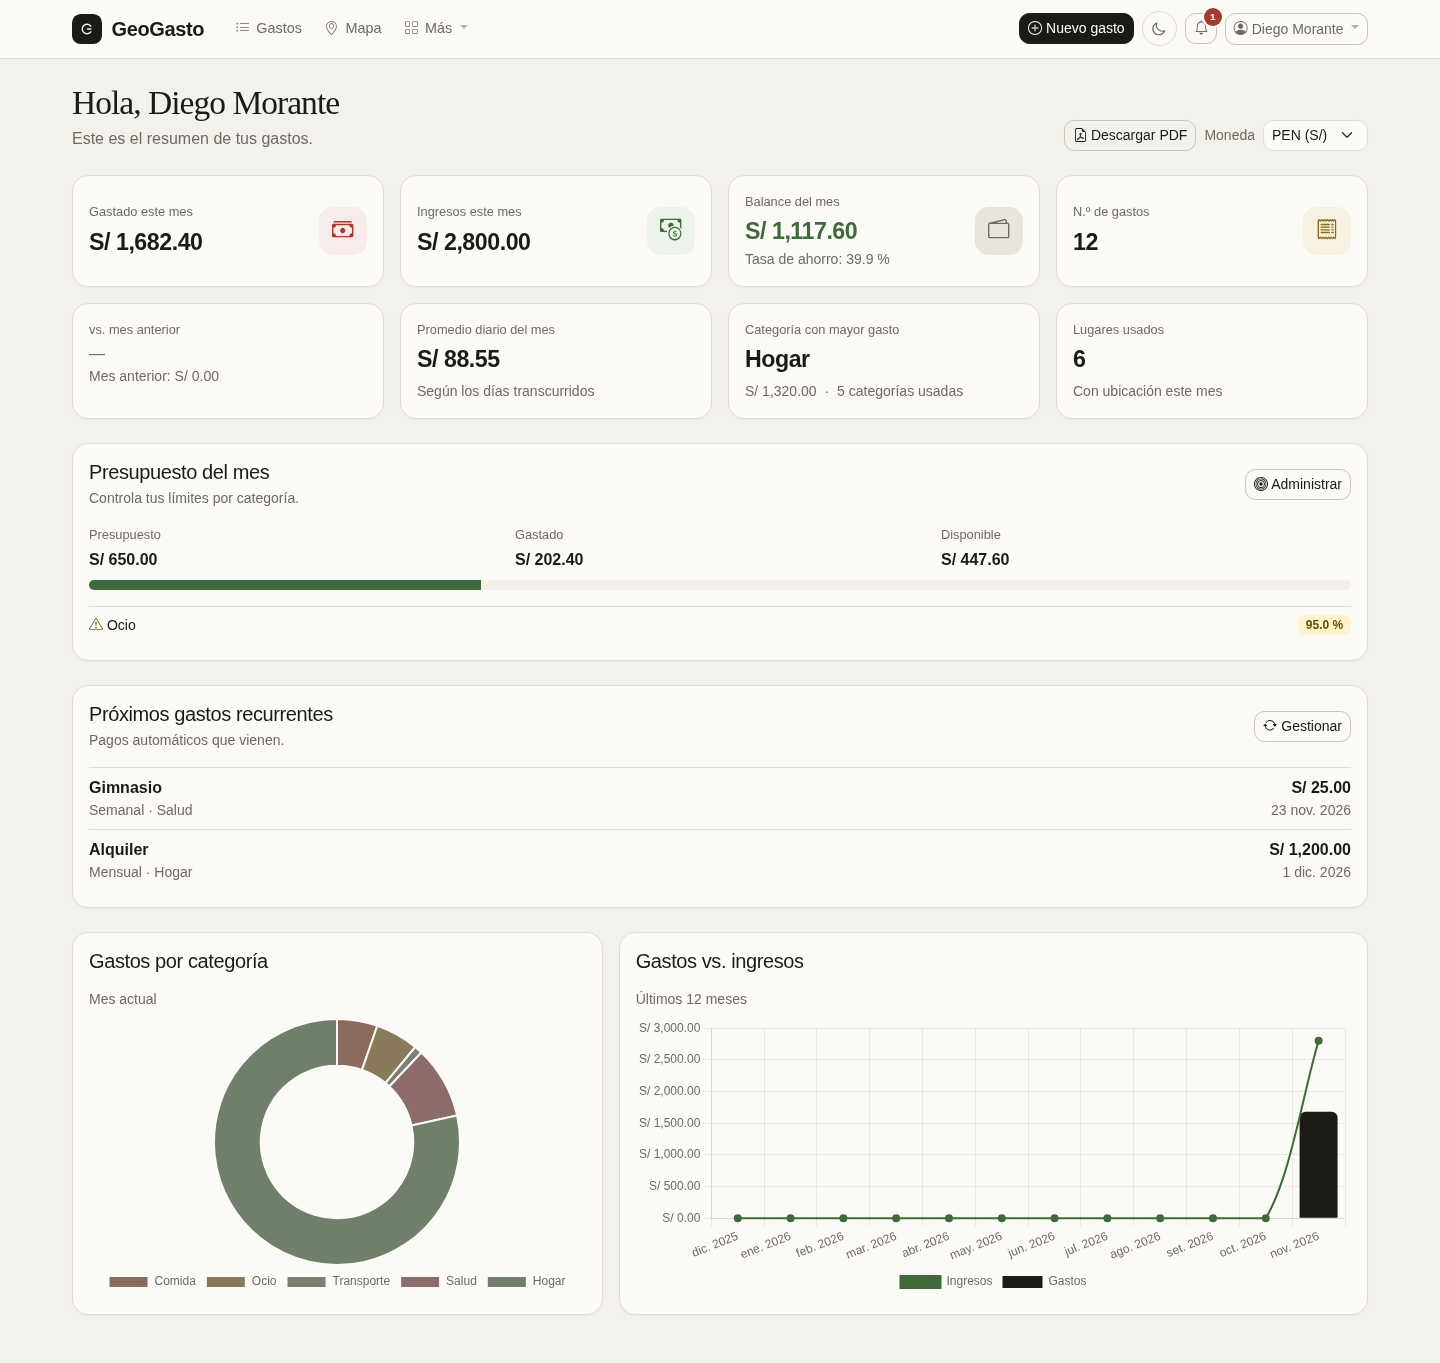 GeoGasto
Gastos
Mapa
Más
Nuevo gasto
1
Diego Morante
Hola, Diego Morante
Este es el resumen de tus gastos.
Descargar PDF
Moneda
PEN (S/)
Gastado este mes
S/ 1,682.40
Ingresos este mes
S/ 2,800.00
Balance del mes
S/ 1,117.60
Tasa de ahorro: 39.9 %
N.º de gastos
12
vs. mes anterior
—
Mes anterior: S/ 0.00
Promedio diario del mes
S/ 88.55
Según los días transcurridos
Categoría con mayor gasto
Hogar
S/ 1,320.00 · 5 categorías usadas
Lugares usados
6
Con ubicación este mes
Presupuesto del mes
Controla tus límites por categoría.
Administrar
Presupuesto
S/ 650.00
Gastado
S/ 202.40
Disponible
S/ 447.60
Ocio
95.0 %
Próximos gastos recurrentes
Pagos automáticos que vienen.
Gestionar
Gimnasio
S/ 25.00
Semanal · Salud
23 nov. 2026
Alquiler
S/ 1,200.00
Mensual · Hogar
1 dic. 2026
Gastos por categoría
Mes actual
Comida
Ocio
Transporte
Salud
Hogar
Gastos vs. ingresos
Últimos 12 meses
S/ 3,000.00
S/ 2,500.00
S/ 2,000.00
S/ 1,500.00
S/ 1,000.00
S/ 500.00
S/ 0.00
dic. 2025
ene. 2026
feb. 2026
mar. 2026
abr. 2026
may. 2026
jun. 2026
jul. 2026
ago. 2026
set. 2026
oct. 2026
nov. 2026
Ingresos
Gastos